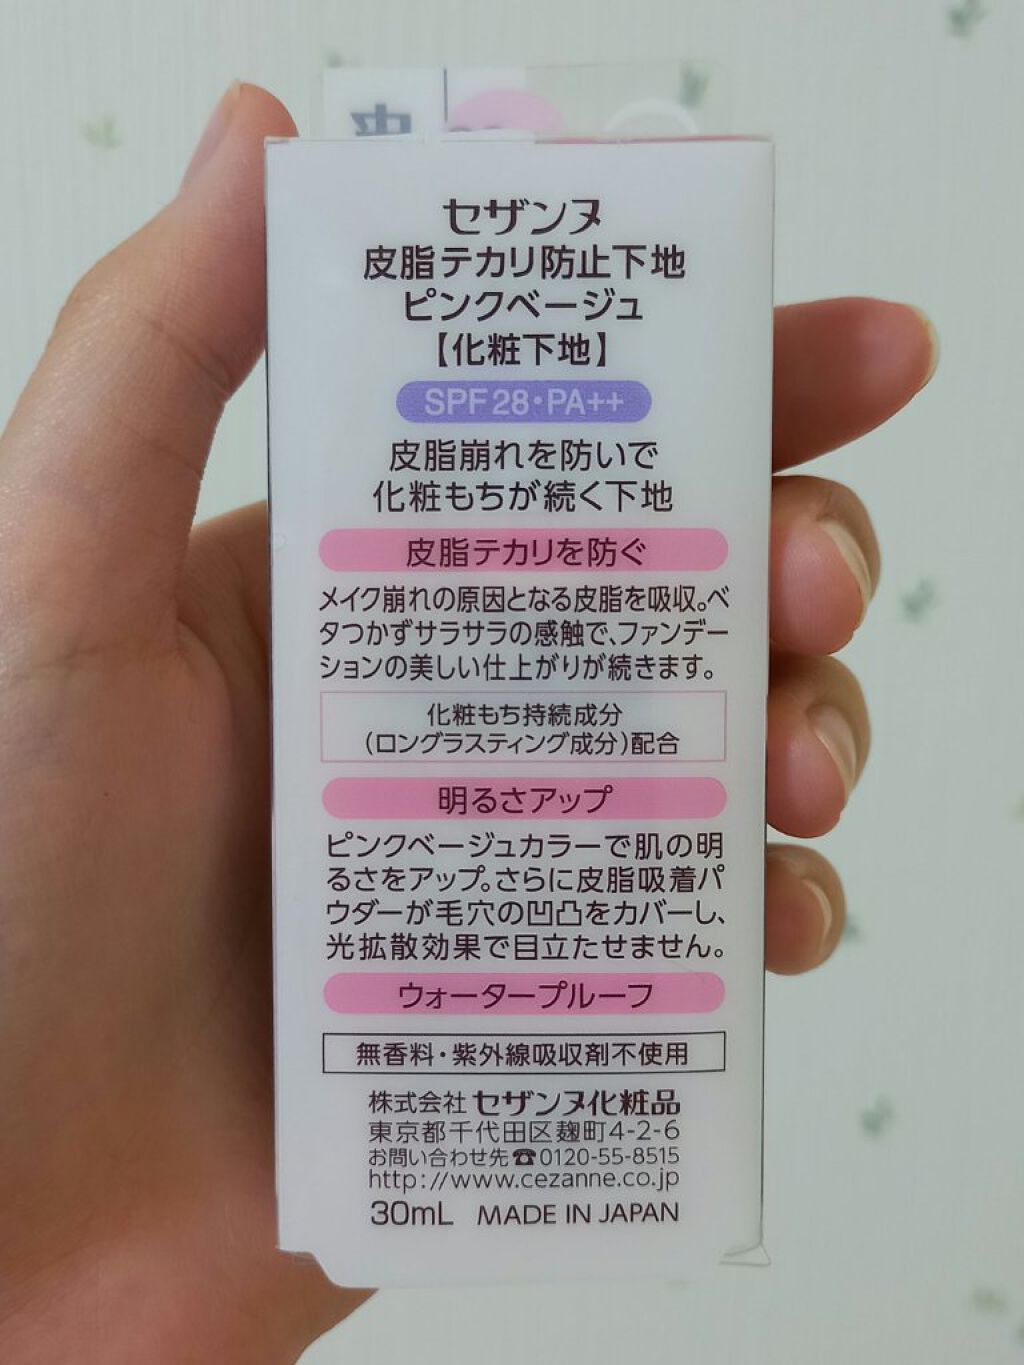 セザンヌ
皮脂テカリ防止下地
ピンクベージュ
【化粧下地】
SPF28・PA++
皮脂崩れを防いで
化粧もちが続く下地
皮脂テカリを防ぐ
メイク崩れの原因となる皮脂を吸収。ベ
タつかずサラサラの感触で、ファンデー
ションの美しい仕上がりが続きます。
化粧もち持続成分
(ロングラスティング成分)配合
明るさアップ
ピンクベージュカラーで肌の明
るさをアップ。さらに皮脂吸着パ
ウダーが毛穴の凹凸をカバーし、
光拡散効果で目立たせません。
ウォータープルーフ
無香料・紫外線吸収剤不使用
株式会社 セザンヌ化粧品
東京都千代田区麹町4-2-6
お問い合わせ先☎0120-55-8515
http://www.cezanne.co.jp
30mL MADE IN JAPAN